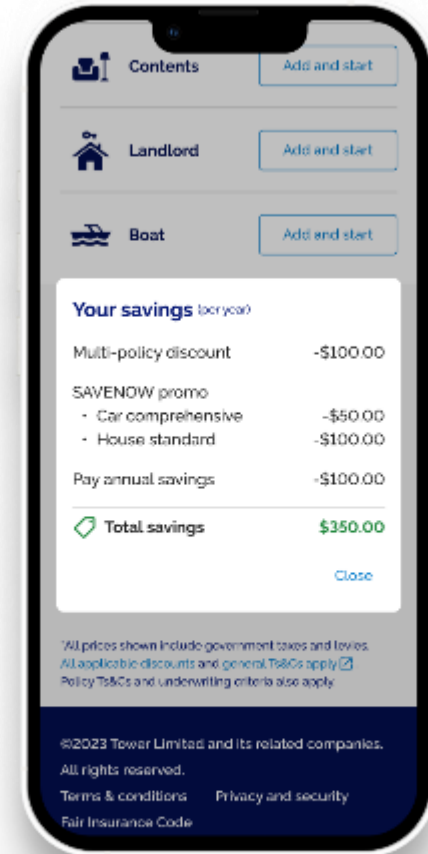 Contents
Add and start
Landlord
Add and start
Boat
Add and start
Your savings (per year)
Multi-policy discount -$100.00
SAVENOW promo
· Car comprehensive -$50.00
· House standard -$100.00
Pay annual savings -$100.00
Total savings $350.00
Close
*All prices shown include government taxes and levies.
All applicable discounts and general Ts&Cs apply
Policy Ts&Cs and underwriting criteria also apply.
©2023 Tower Limited and its related companies.
All rights reserved.
Terms & conditions Privacy and security
Fair Insurance Code